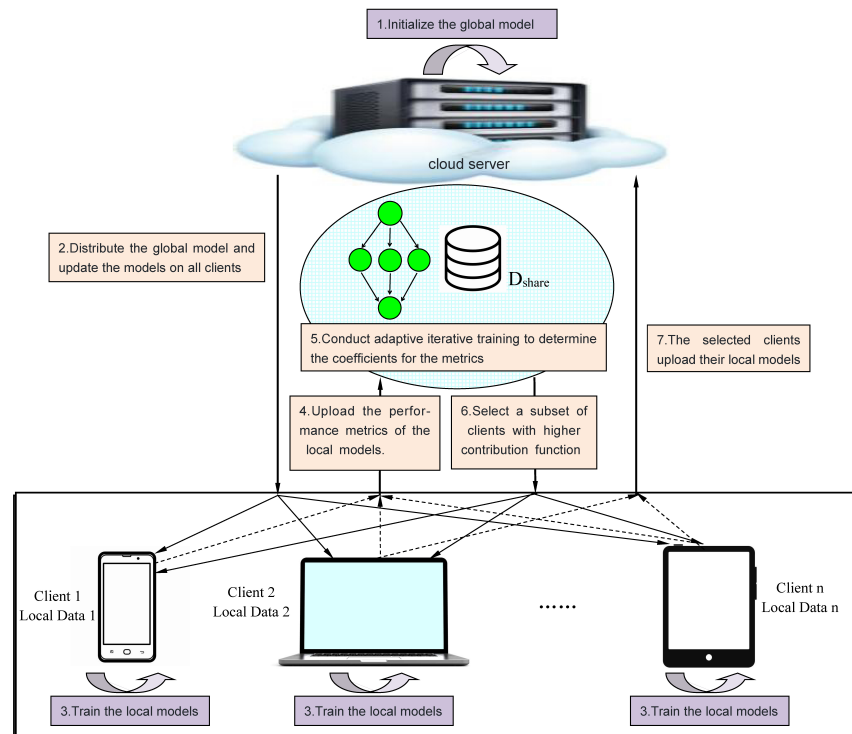 1.Initialize the global model
cloud server
2.Distribute the global model and
update the models on all clients
Dshare
5.Conduct adaptive iterative training to determine
the coefficients for the metrics
7.The selected clients
upload their local models
4.Upload the perfor-
mance metrics of the
local models.
6.Select a subset of
clients with higher
contribution function
Client 1
Local Data 1
Client 2
Local Data 2
......
Client n
Local Data n
3.Train the local models
3.Train the local models
3.Train the local models